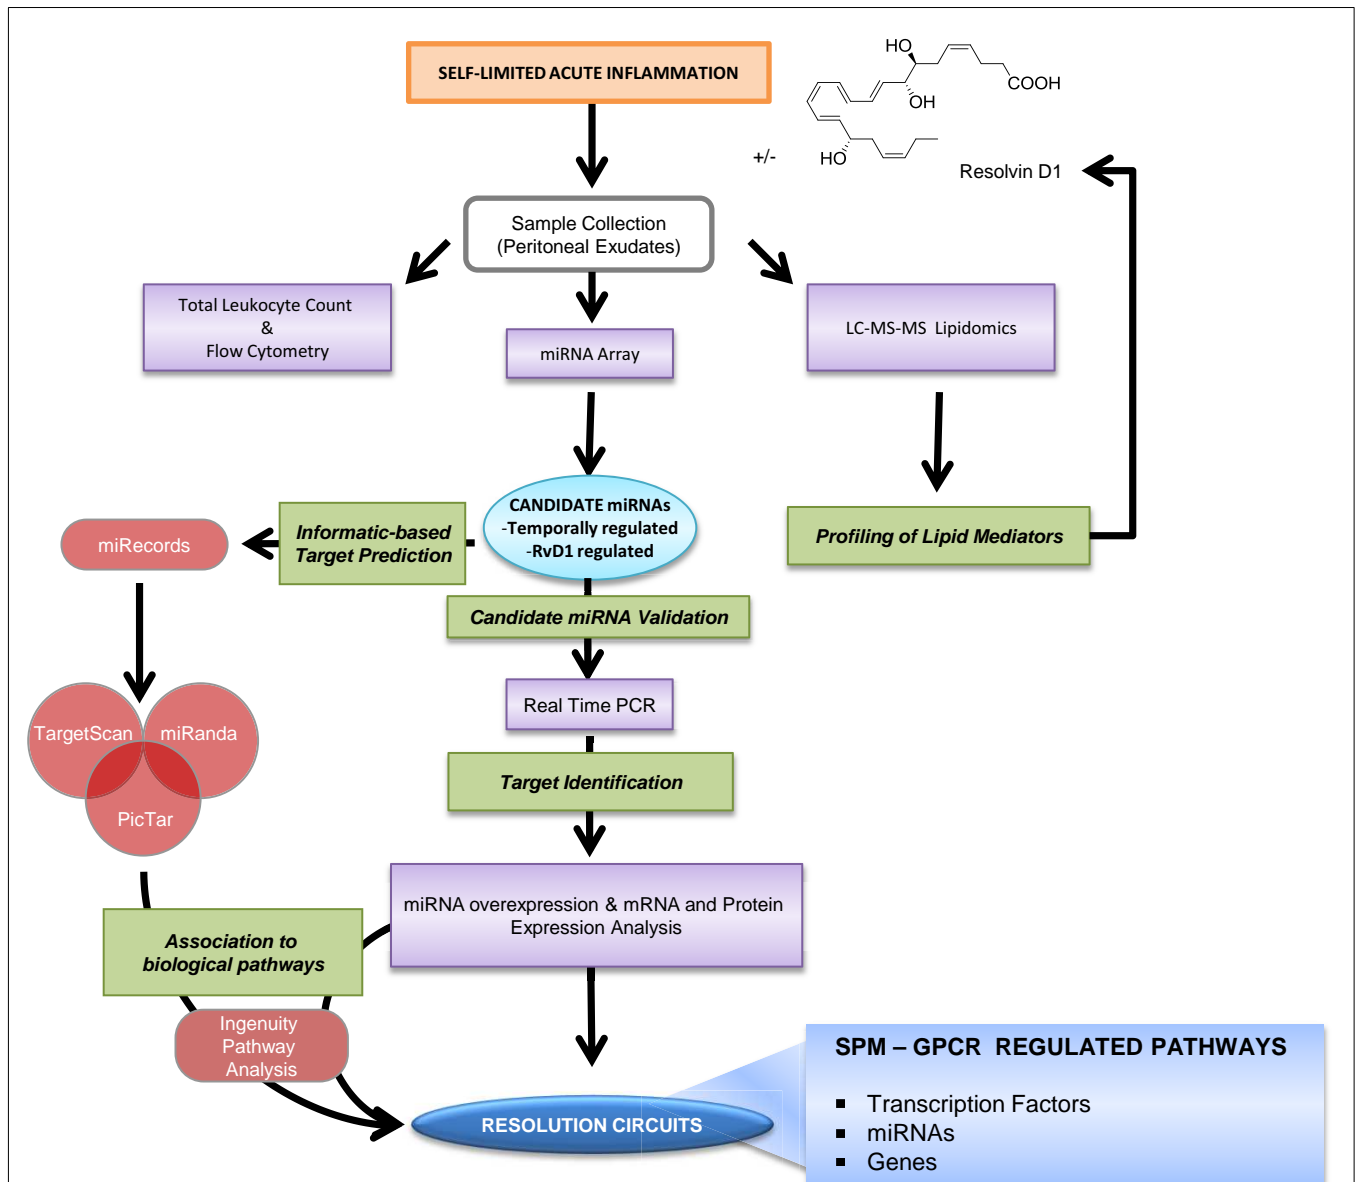 SELF-LIMITED ACUTE INFLAMMATION
HO
OH
COOH
HO
+/-
Resolvin D1
Sample Collection
(Peritoneal Exudates)
Total Leukocyte Count
&
Flow Cytometry
miRNA Array
LC-MS-MS Lipidomics
CANDIDATE miRNAs
-Temporally regulated
-RvD1 regulated
Informatic-based
Target Prediction
miRecords
Profiling of Lipid Mediators
Candidate miRNA Validation
Real Time PCR
TargetScan
miRanda
PicTar
Target Identification
miRNA overexpression & mRNA and Protein
Expression Analysis
Association to
biological pathways
Ingenuity
Pathway
Analysis
RESOLUTION CIRCUITS
SPM – GPCR REGULATED PATHWAYS
▪ Transcription Factors
▪ miRNAs
▪ Genes